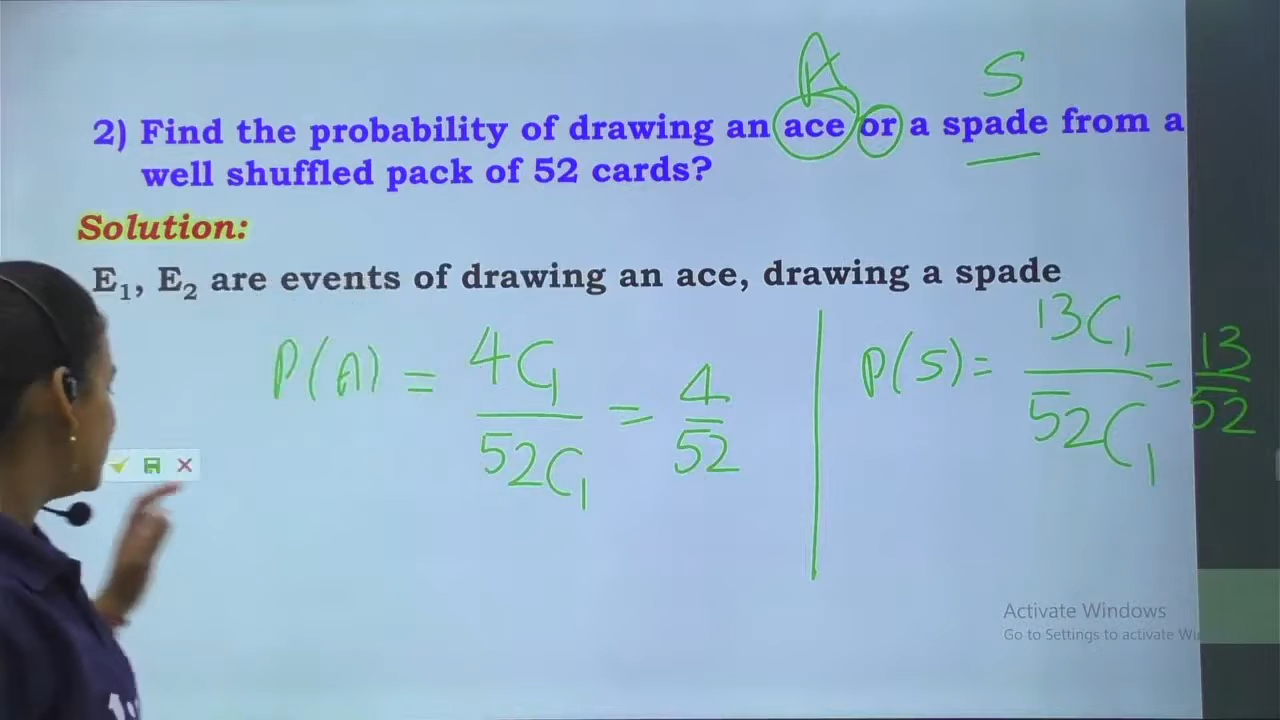 A S
2) Find the probability of drawing an ace or a spade from a
well shuffled pack of 52 cards?
Solution:
E₁, E₂ are events of drawing an ace, drawing a spade
P(A) = 4C₁/52C₁ = 4/52
P(S) = 13C₁/52C₁ = 13/52
Activate Windows
Go to Settings to activate